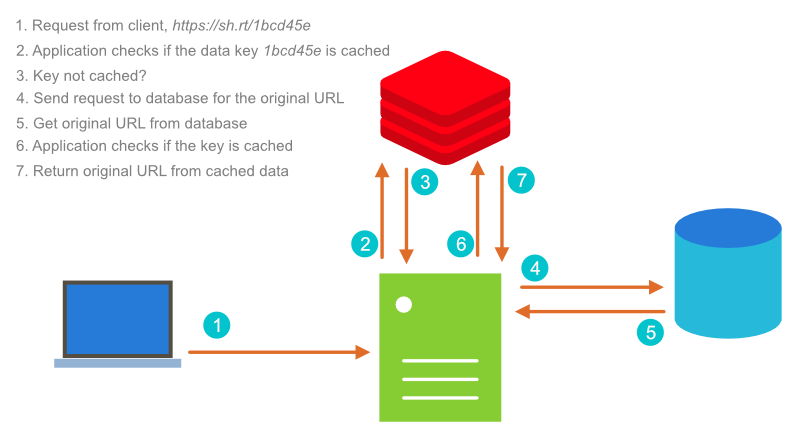 1. Request from client, https://sh.rt/1bcd45e
2. Application checks if the data key 1bcd45e is cached
3. Key not cached?
4. Send request to database for the original URL
5. Get original URL from database
6. Application checks if the key is cached
7. Return original URL from cached data
3
7
2
6
4
1
5